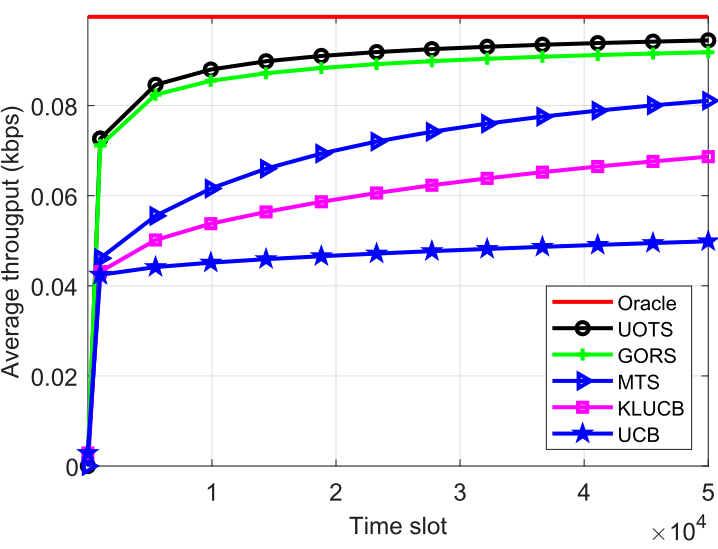 Average througput (kbps)
0.08
0.06
0.04
0.02
0
Oracle
UOTS
GORS
MTS
KLUCB
UCB
1 2 3 4 5
Time slot
×10^4